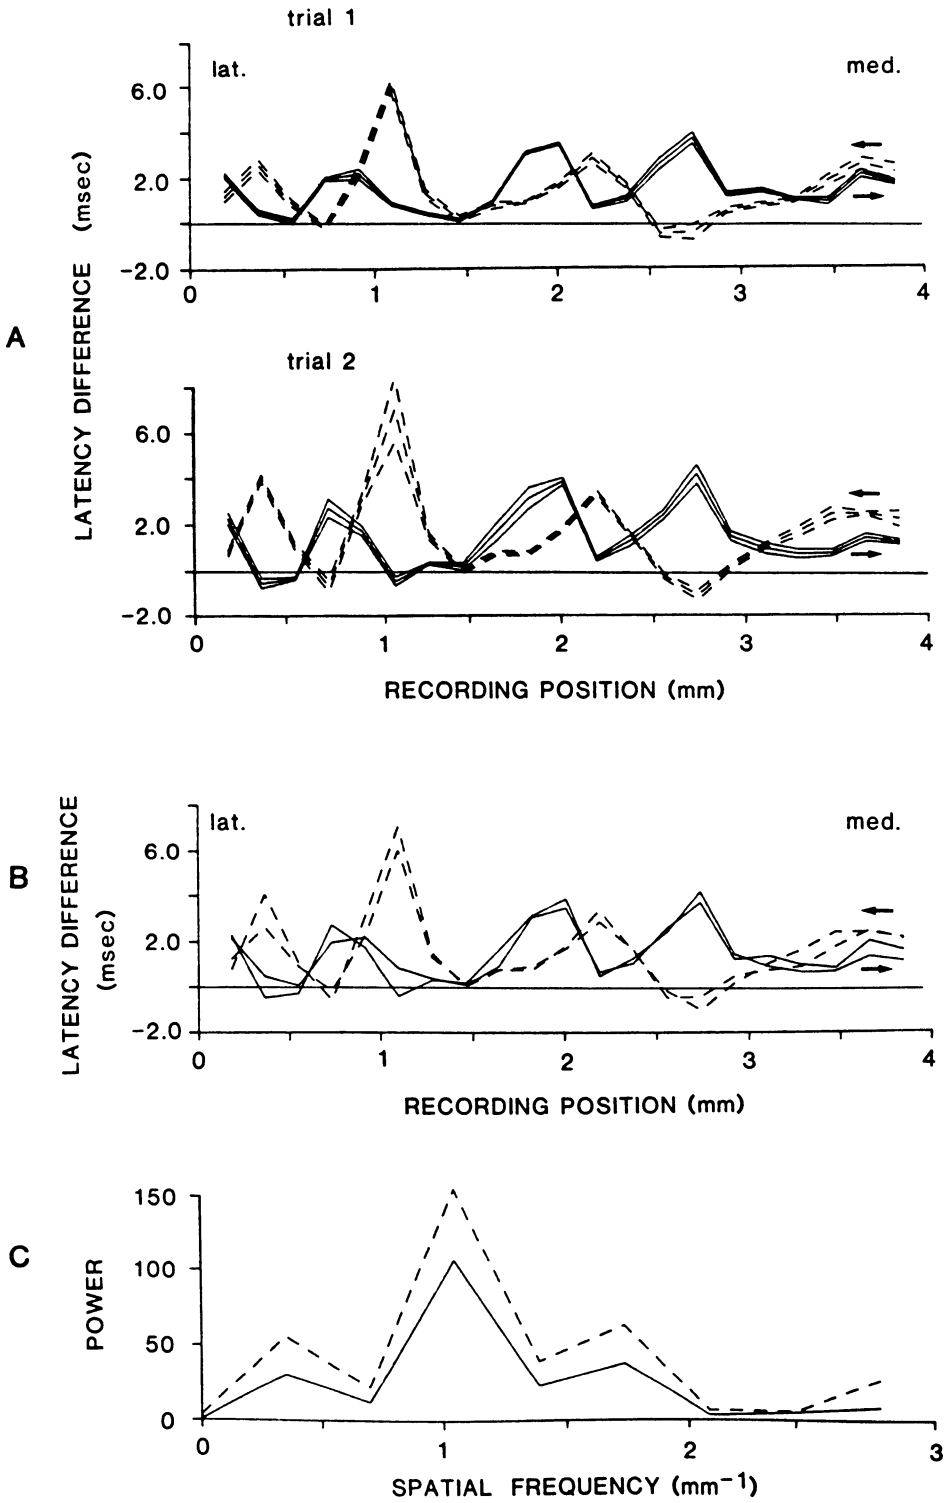 trial 1
lat.
med.
6.0
2.0
−2.0
0
1
2
3
4
A
LATENCY DIFFERENCE (msec)
trial 2
6.0
2.0
−2.0
0
1
2
3
4
RECORDING POSITION (mm)
B
LATENCY DIFFERENCE
(msec)
lat.
med.
6.0
2.0
−2.0
0
1
2
3
4
RECORDING POSITION (mm)
C
POWER
150
100
50
0
0
1
2
3
SPATIAL FREQUENCY (mm⁻¹)